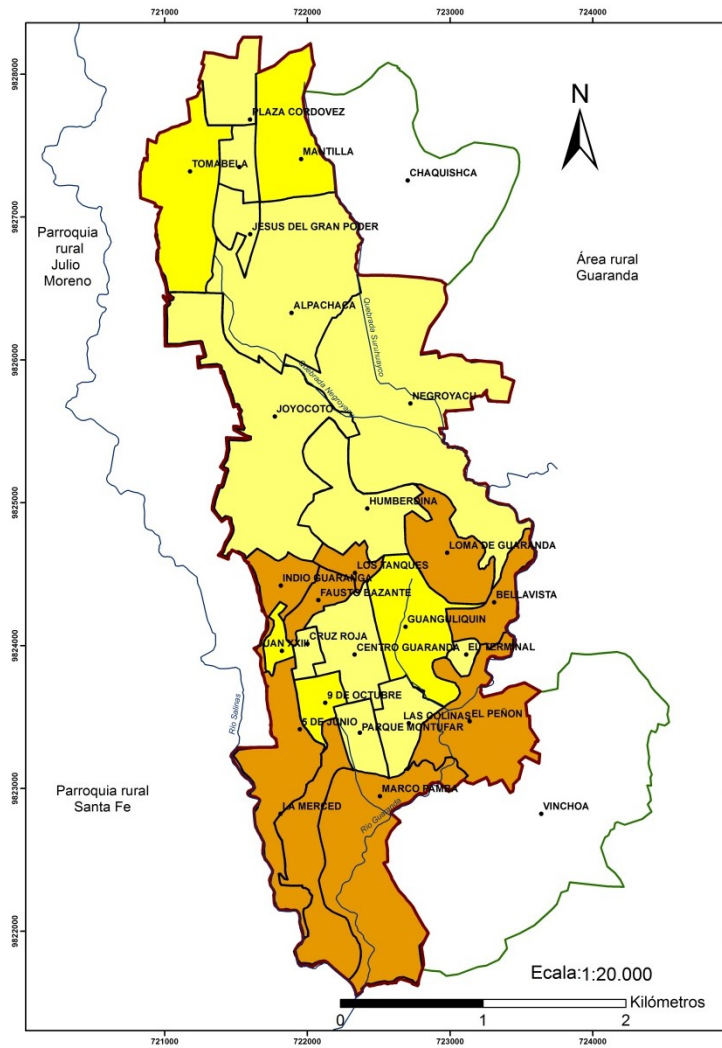 721000
722000
723000
724000
9828000
N
PLAZA CORDOVEZ
MANTILLA
TOMABELA
CHAQUISHCA
9827000
JESUS DEL GRAN PODER
Parroquia
rural
Julio
Moreno
Área rural
Guaranda
ALPACHACA
Quebrada Suruhuayco
9826000
Quebrada Negroyacu
NEGROYACU
JOYOCOTO
9825000
HUMBERDINA
LOMA DE GUARANDA
LOS TANQUES
INDIO GUARANGA
FAUSTO BAZANTE
BELLAVISTA
GUANGULIQUIN
9824000
CRUZ ROJA
JUAN XXIII
CENTRO GUARANDA
EL TERMINAL
Río Salinas
9 DE OCTUBRE
LAS COLINAS
EL PEÑON
5 DE JUNIO
PARQUE MONTUFAR
9823000
Parroquia rural
Santa Fe
MARCO PAMBA
LA MERCED
Río Guaranda
VINCHOA
9822000
Ecala:1:20.000
Kilómetros
0
1
2
721000
722000
723000
724000